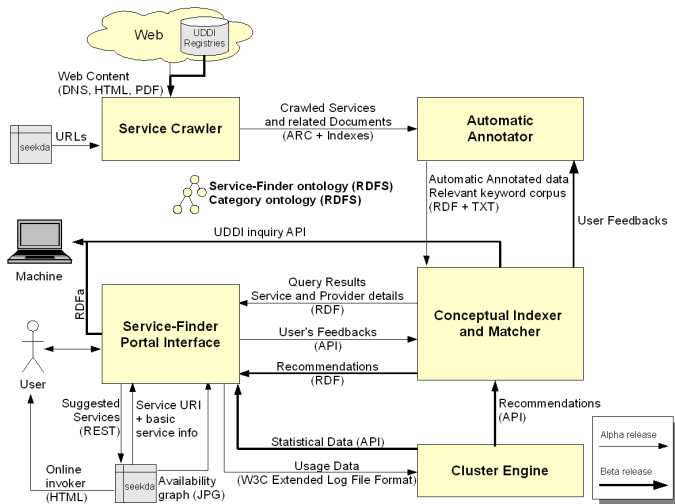 Web
UDDI
Registries
Web Content
(DNS, HTML, PDF)
Service Crawler
Crawled Services
and related Documents
(ARC + Indexes)
Automatic
Annotator
seekda
URLs
Service-Finder ontology (RDFS)
Category ontology (RDFS)
Automatic Annotated data
Relevant keyword corpus
(RDF + TXT)
User Feedbacks
UDDI inquiry API
Machine
RDFa
Query Results
Service and Provider details
(RDF)
Service-Finder
Portal Interface
User's Feedbacks
(API)
Conceptual Indexer
and Matcher
Recommendations
(RDF)
User
Suggested
Services
(REST)
Service URI
+ basic
service info
Recommendations
(API)
Statistical Data (API)
Online
invoker
(HTML)
seekda
Availability
graph (JPG)
Usage Data
(W3C Extended Log File Format)
Cluster Engine
Alpha release
Beta release